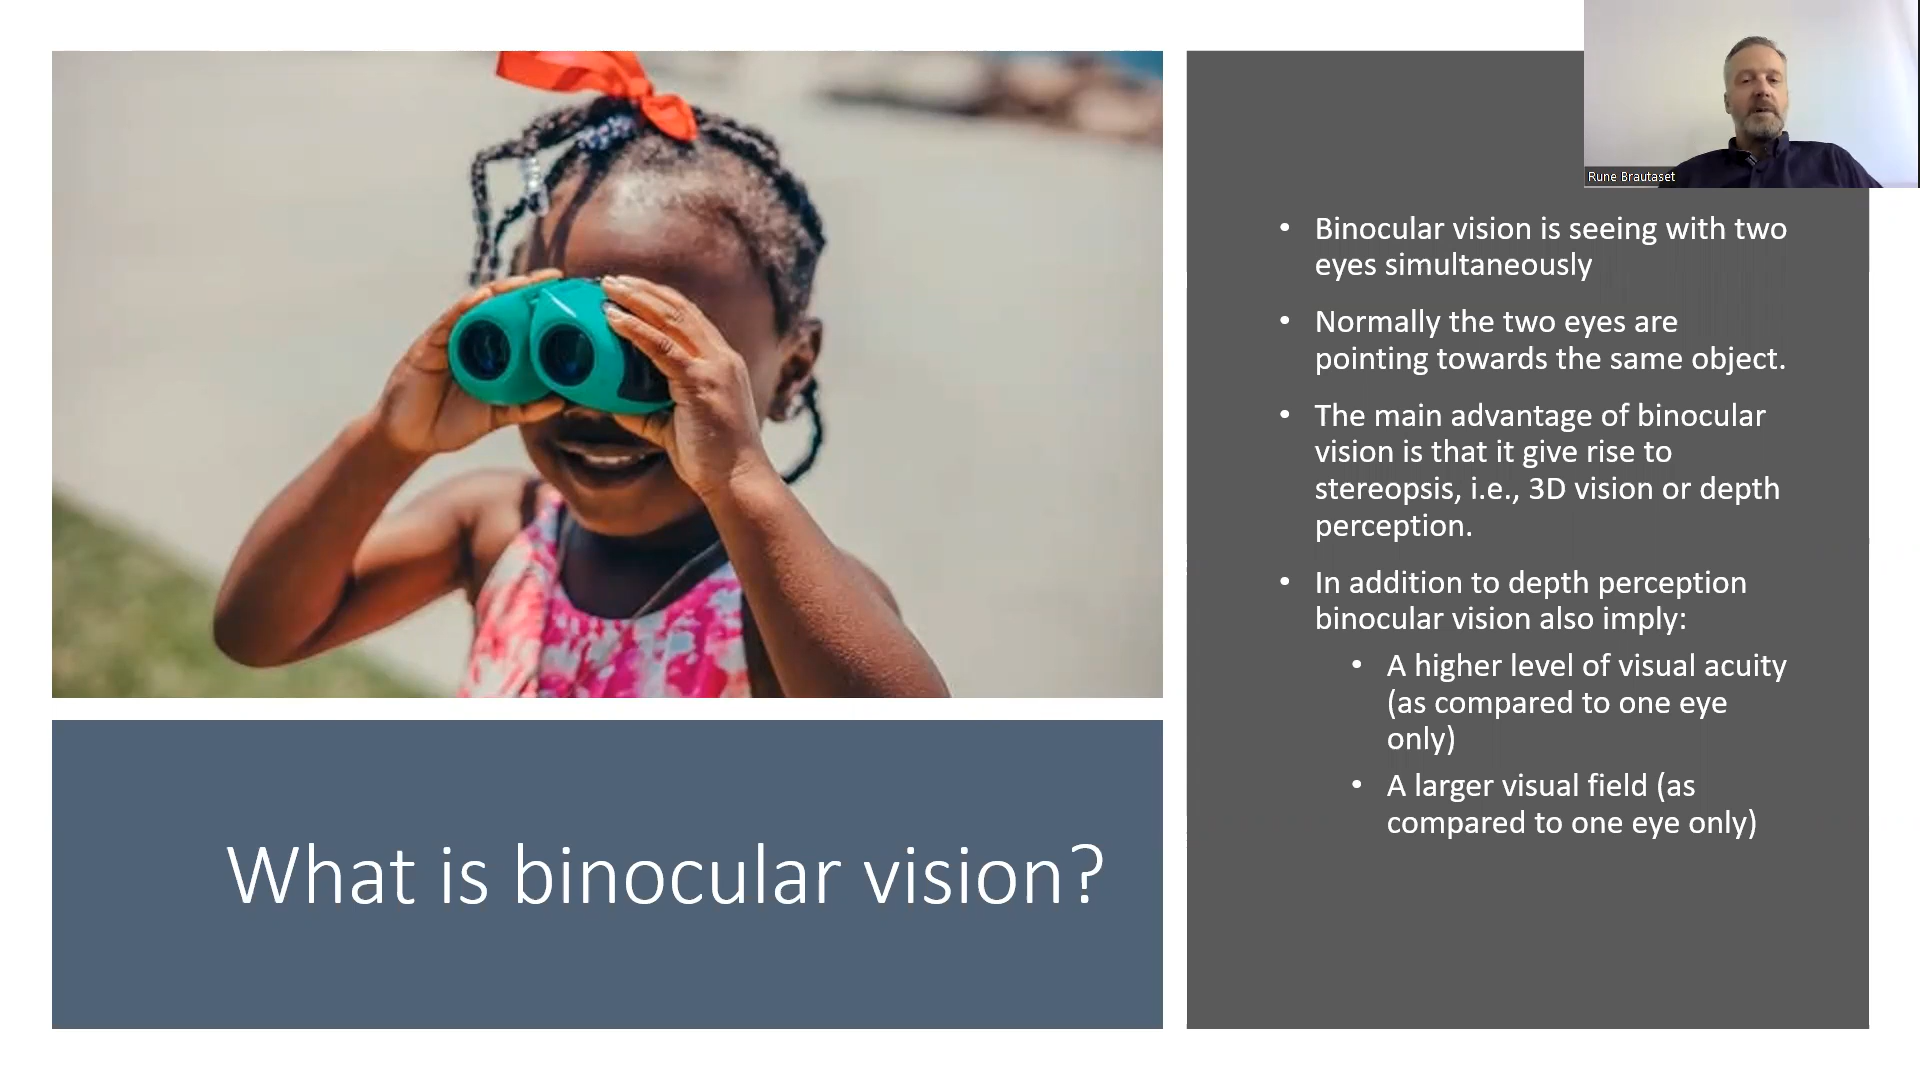 Rune Brautaset
• Binocular vision is seeing with two
eyes simultaneously
• Normally the two eyes are
pointing towards the same object.
• The main advantage of binocular
vision is that it give rise to
stereopsis, i.e., 3D vision or depth
perception.
• In addition to depth perception
binocular vision also imply:
• A higher level of visual acuity
(as compared to one eye
only)
• A larger visual field (as
compared to one eye only)
What is binocular vision?